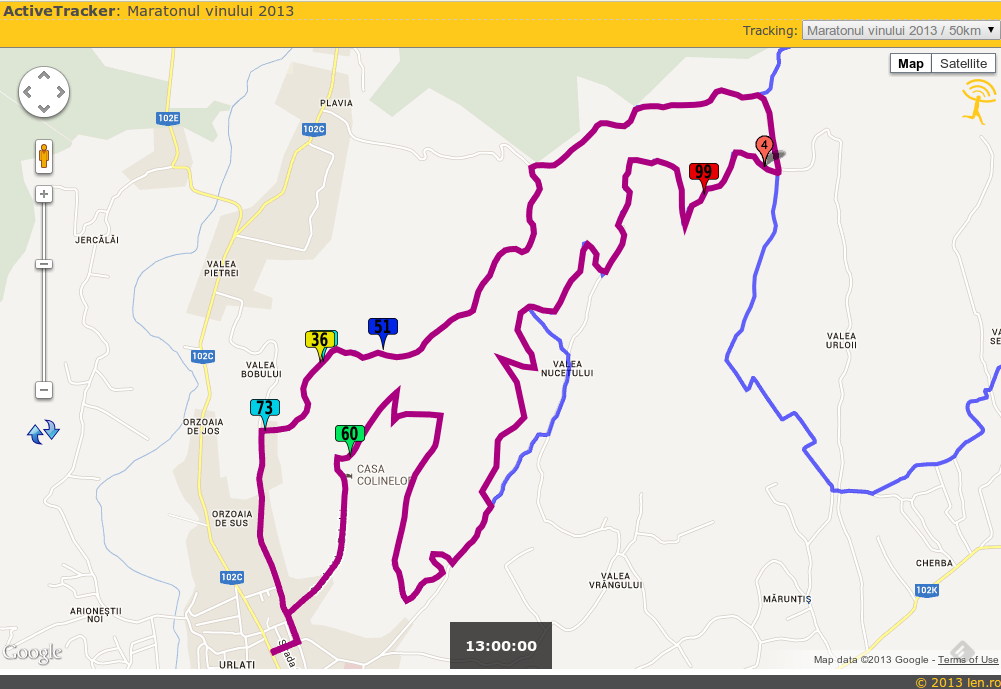 ActiveTracker: Maratonul vinului 2013
Tracking: Maratonul vinului 2013 / 50km
Map Satellite
PLAVIA
102E
102C
4
99
JERCĂLĂI
VALEA
PIETREI
51
36
VALEA
URLOII
102C
VALEA
BOBULUI
VALEA
NUCETULUI
73
ORZOAIA
DE JOS
60
CASA
COLINELOR
ORZOAIA
DE SUS
CHERBA
102C
VALEA
VRÂNGULUI
102K
MĂRUNȚIȘ
ARIONEȘTII
NOI
13:00:00
Google
URLAȚI
Map data ©2013 Google - Terms of Use
© 2013 len.ro